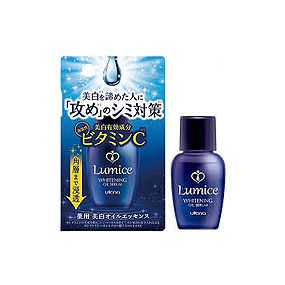 美白を諦めた人に
「攻め」のシミ対策
美白有効成分
ビタミンC
角層まで浸透
Lumice
WHITENING
OIL SERUM
utena
薬用 美白オイルエッセンス
Lumice
WHITENING
OIL SERUM
utena